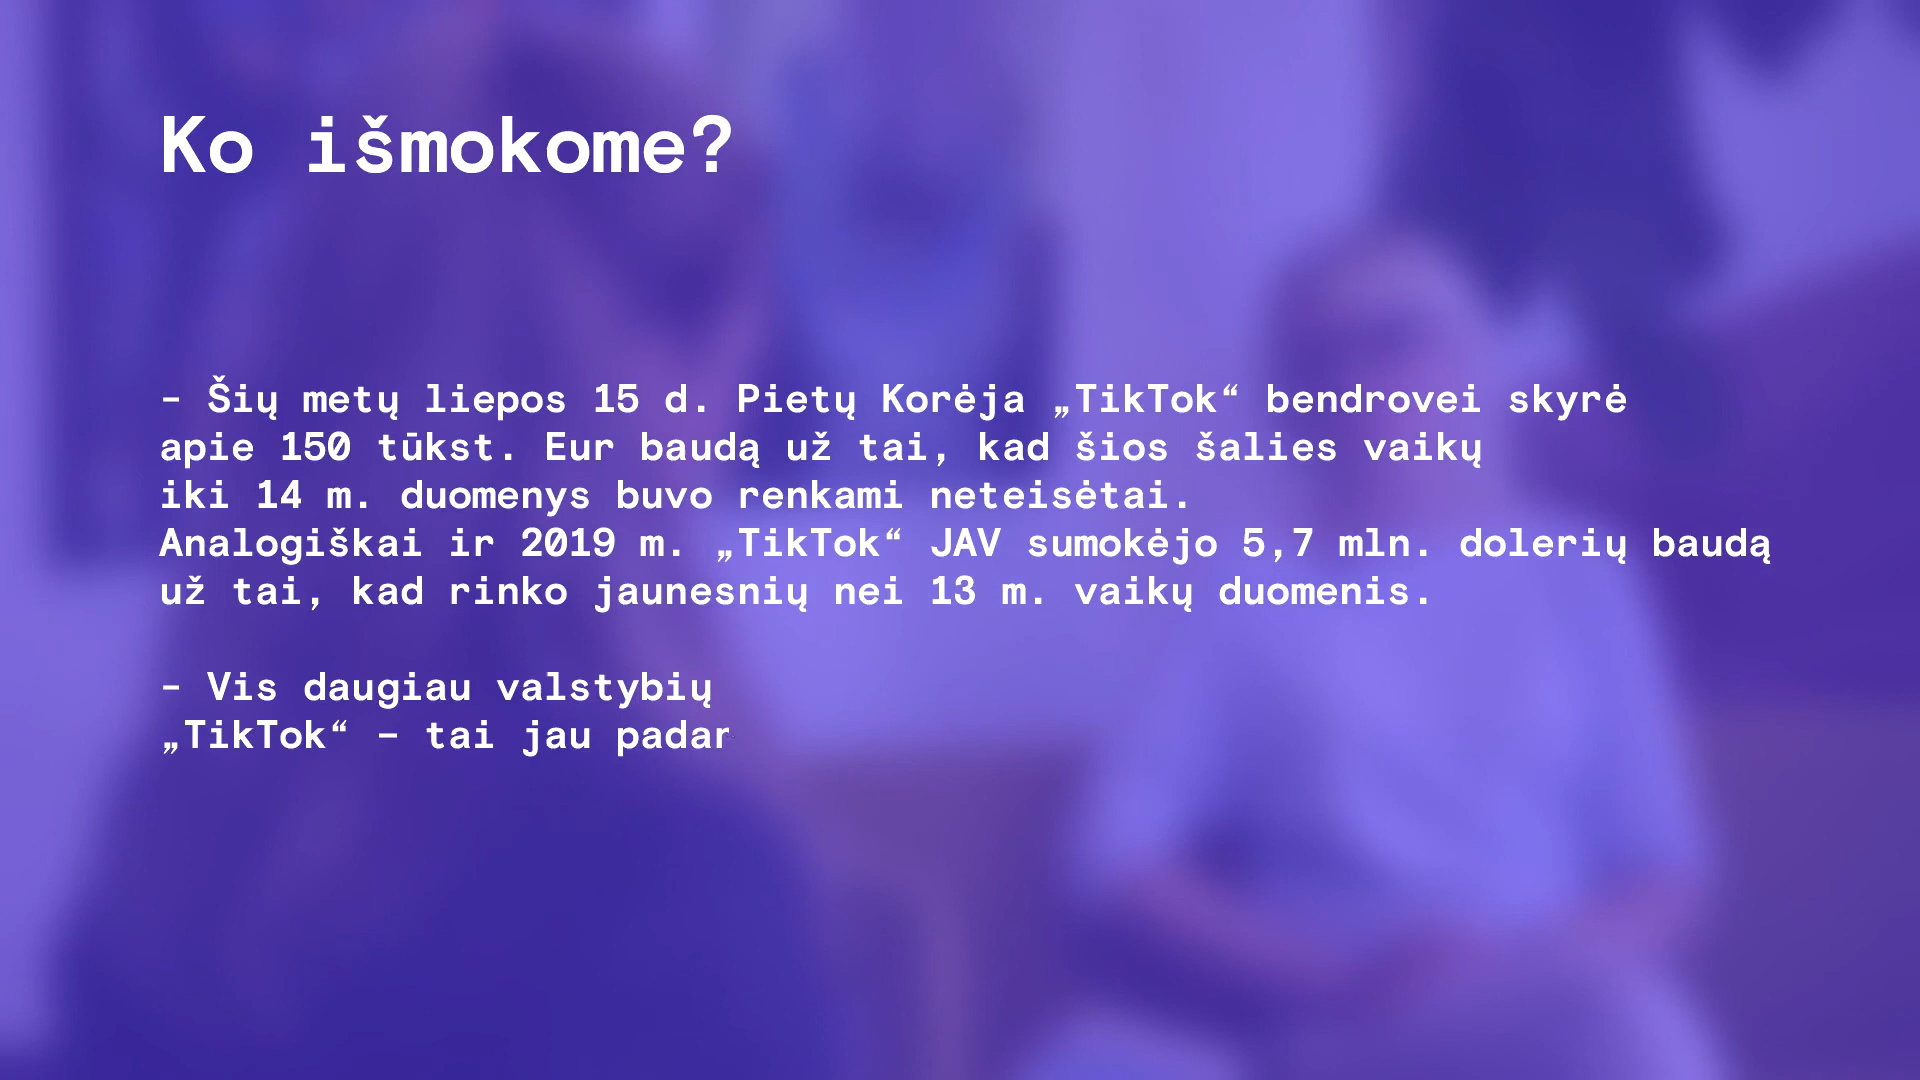 Ko išmokome?
– Šių metų liepos 15 d. Pietų Korėja „TikTok“ bendrovei skyrė
apie 150 tūkst. Eur baudą už tai, kad šios šalies vaikų
iki 14 m. duomenys buvo renkami neteisėtai.
Analogiškai ir 2019 m. „TikTok“ JAV sumokėjo 5,7 mln. dolerių baudą
už tai, kad rinko jaunesnių nei 13 m. vaikų duomenis.
– Vis daugiau valstybių
„TikTok“ – tai jau padar